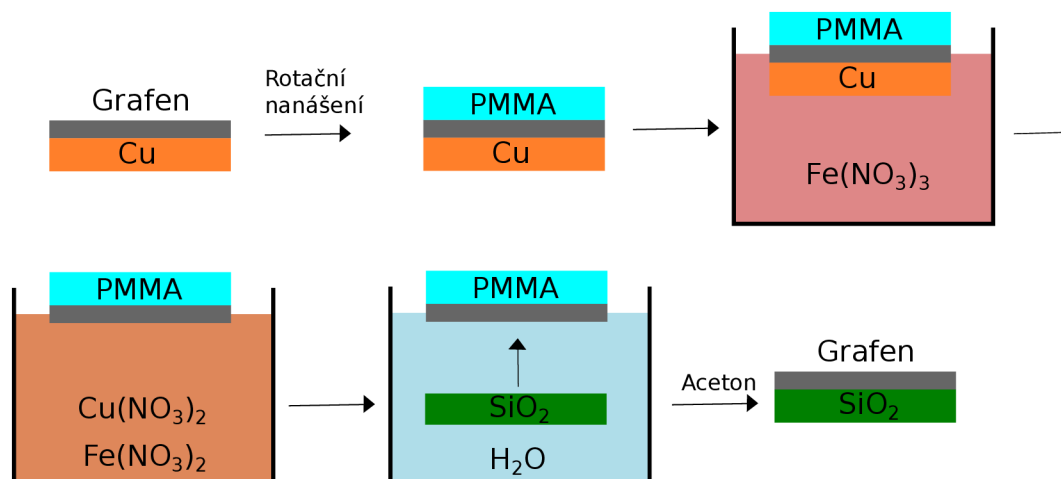 Grafen
Cu
Rotační
nanášení
PMMA
Cu
PMMA
Cu
Fe(NO₃)₃
PMMA
Cu(NO₃)₂
Fe(NO₃)₂
PMMA
SiO₂
H₂O
Aceton
Grafen
SiO₂